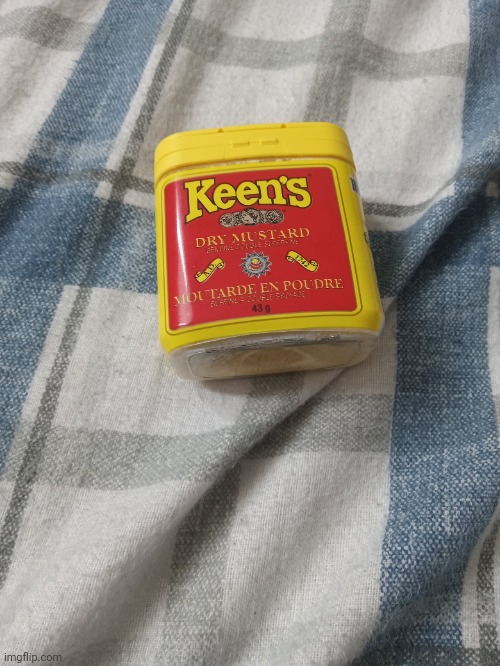 Keen's
DRY MUSTARD
MOUTARDE EN POUDRE
43 g
imgflip.com